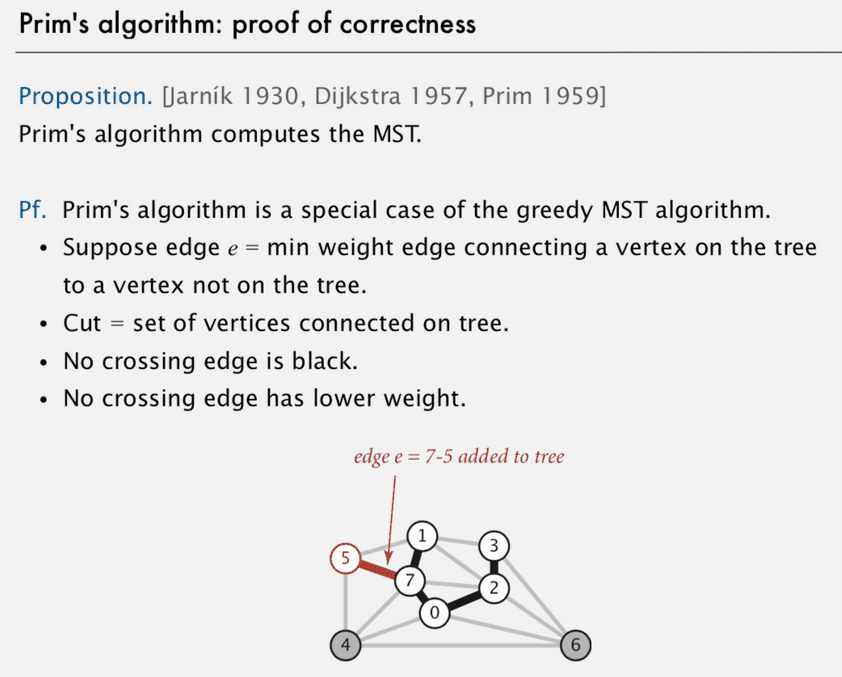 Prim's algorithm: proof of correctness
Proposition. [Jarník 1930, Dijkstra 1957, Prim 1959]
Prim's algorithm computes the MST.
Pf. Prim's algorithm is a special case of the greedy MST algorithm.
• Suppose edge e = min weight edge connecting a vertex on the tree
to a vertex not on the tree.
• Cut = set of vertices connected on tree.
• No crossing edge is black.
• No crossing edge has lower weight.
edge e = 7-5 added to tree
1
3
5
7
2
0
4
6